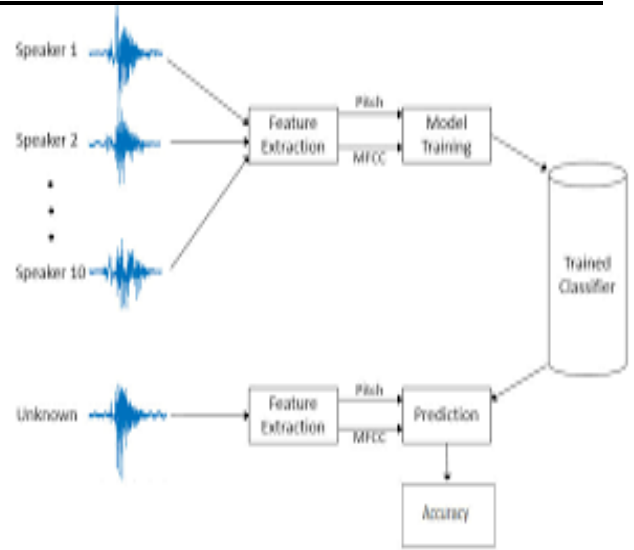 Speaker 1
Speaker 2
Speaker 10
Feature
Extraction
Pitch
MFCC
Model
Training
Trained
Classifier
Unknown
Feature
Extraction
Pitch
MFCC
Prediction
Accuracy